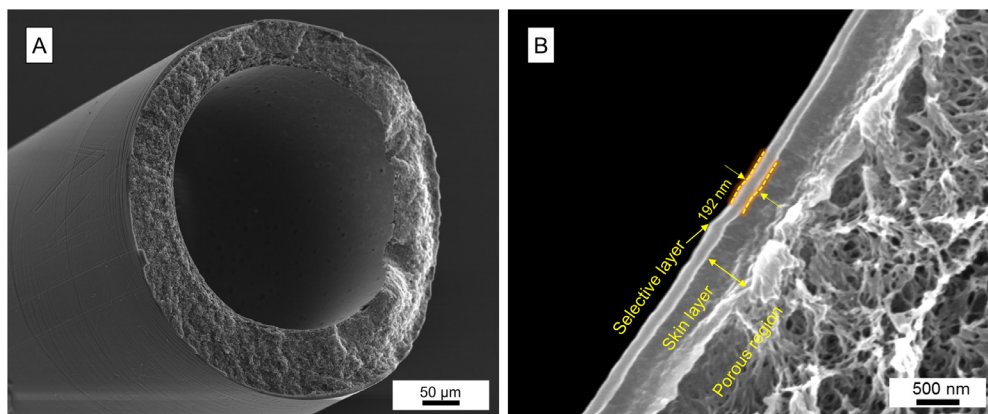 A
50 µm
B
192 nm
Selective layer
Skin layer
Porous region
500 nm